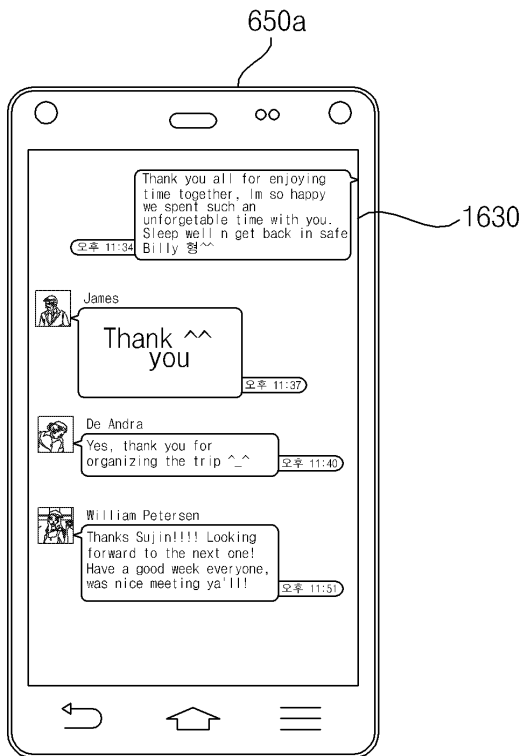 650a
Thank you all for enjoying
time together, Im so happy
we spent such an
unforgetable time with you.
Sleep well n get back in safe
Billy 형^^
오후 11:34
1630
James
Thank ^^
you
오후 11:37
De Andra
Yes, thank you for
organizing the trip ^_^
오후 11:40
William Petersen
Thanks Sujin!!!! Looking
forward to the next one!
Have a good week everyone,
was nice meeting ya'll!
오후 11:51